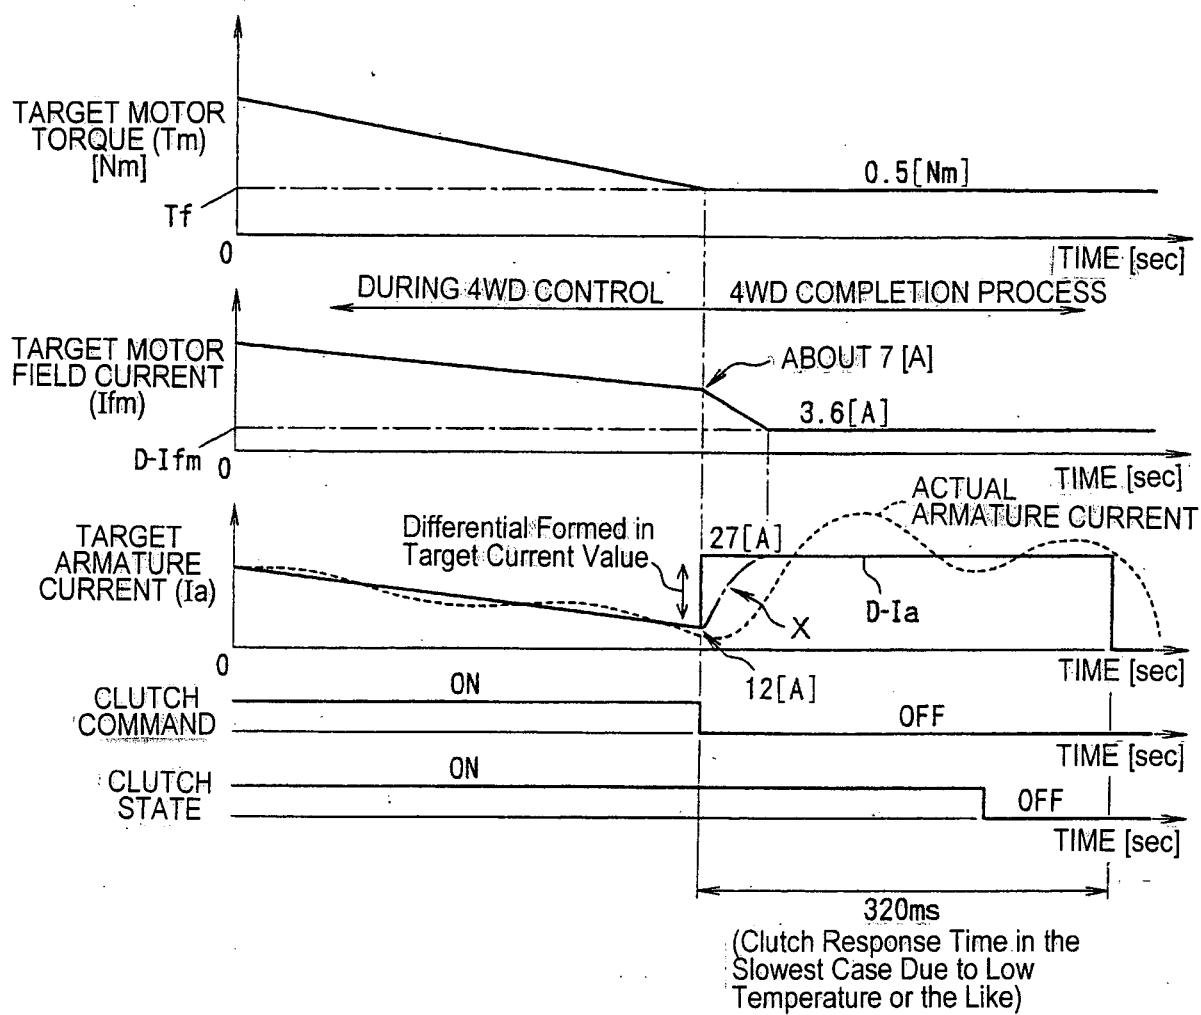 TARGET MOTOR
TORQUE (Tm)
[Nm]
0.5[Nm]
Tf
0
TIME [sec]
DURING 4WD CONTROL
4WD COMPLETION PROCESS
TARGET MOTOR
FIELD CURRENT
(Ifm)
ABOUT 7 [A]
3.6[A]
D-Ifm
0
TIME [sec]
ACTUAL
ARMATURE CURRENT
TARGET
ARMATURE
CURRENT (Ia)
Differential Formed in
Target Current Value
27[A]
D-Ia
X
0
TIME [sec]
12[A]
CLUTCH
COMMAND
ON
OFF
TIME [sec]
CLUTCH
STATE
ON
OFF
TIME [sec]
320ms
(Clutch Response Time in the
Slowest Case Due to Low
Temperature or the Like)